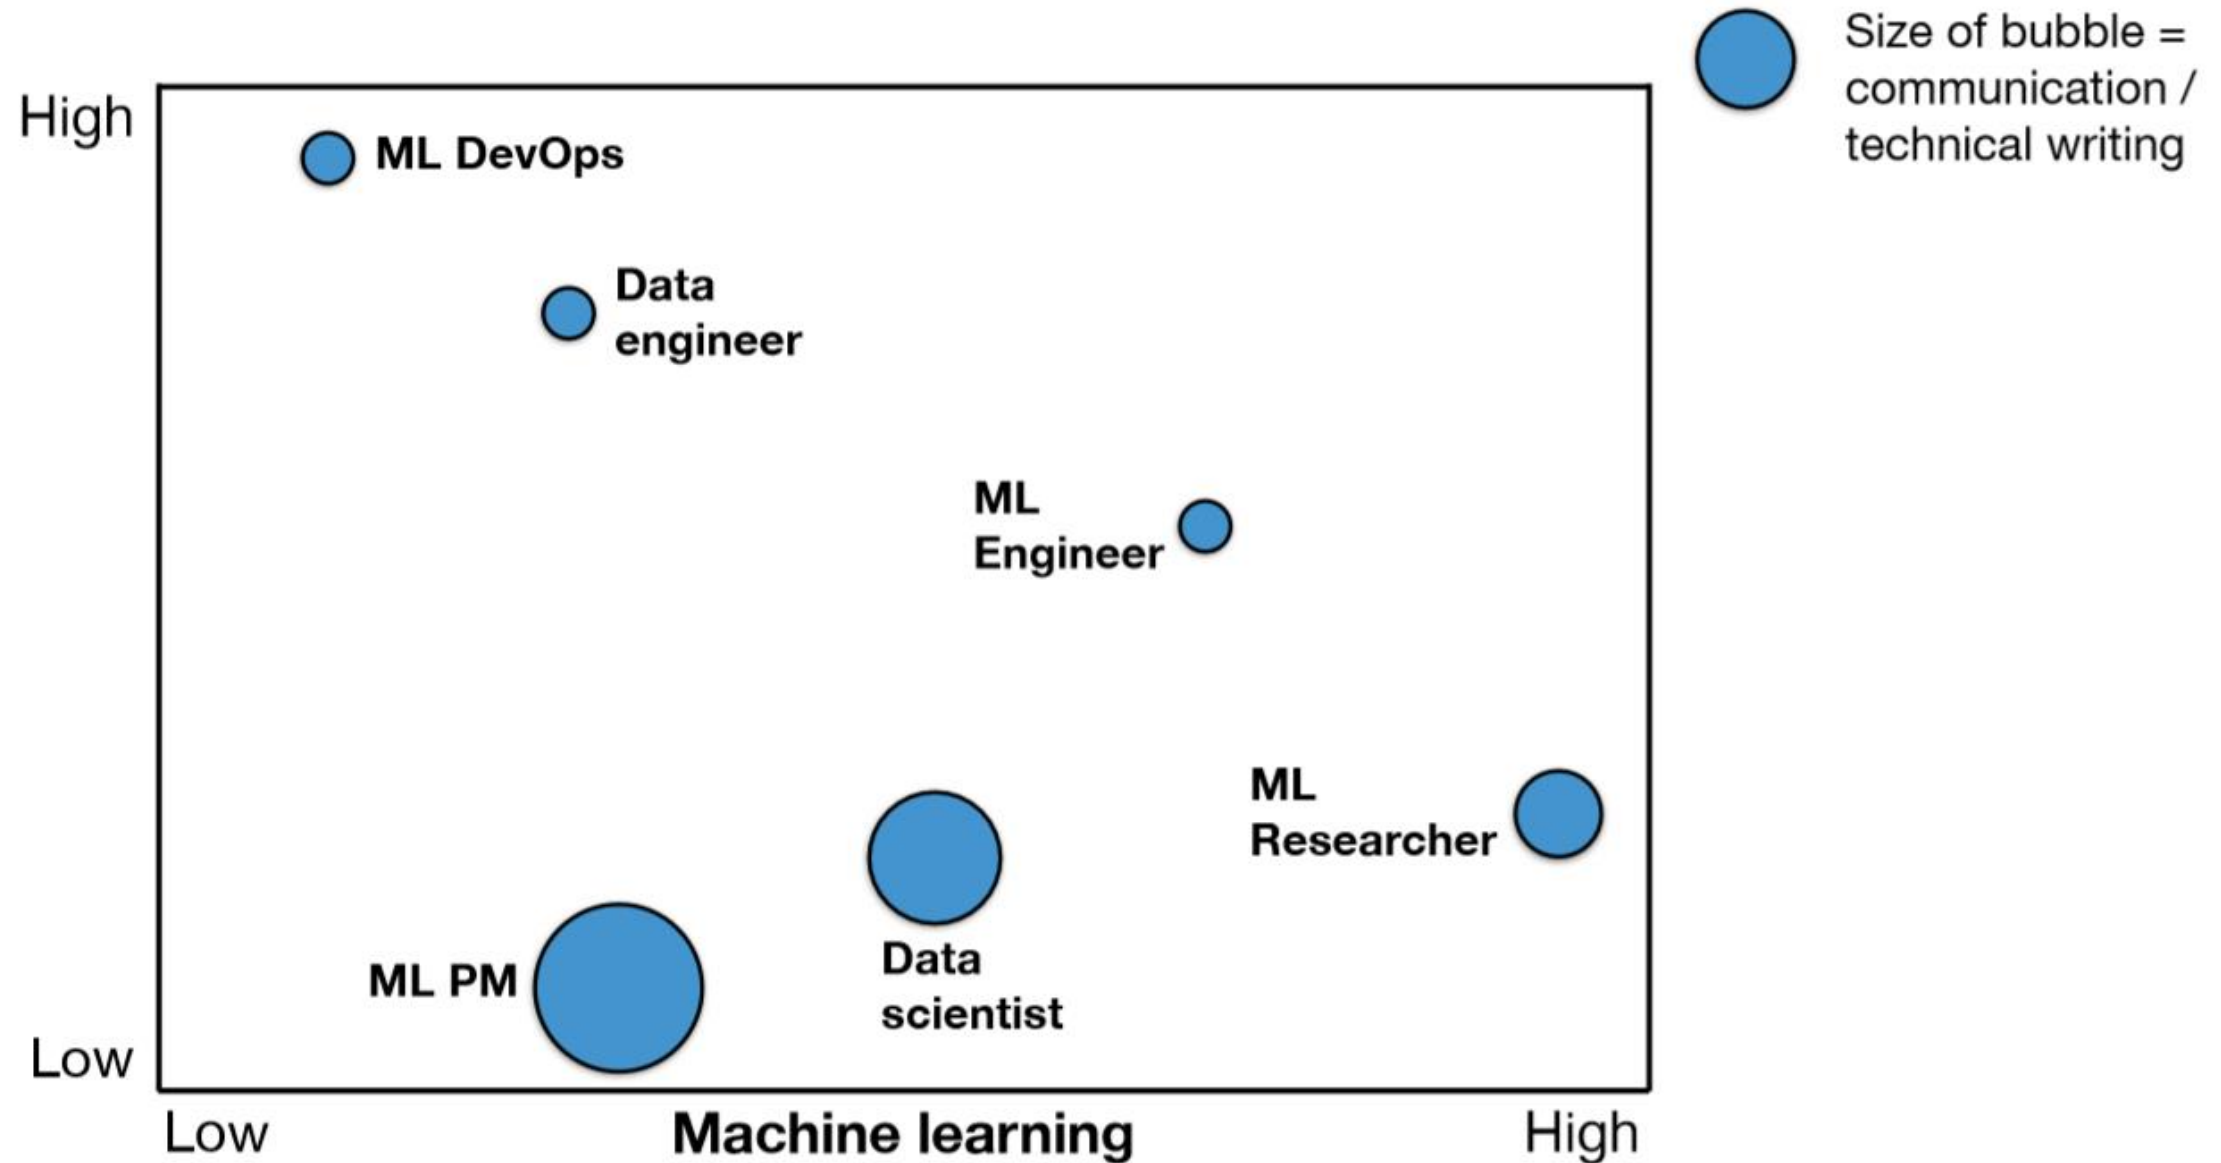 Size of bubble =
communication /
technical writing
High
ML DevOps
Data
engineer
ML
Engineer
ML
Researcher
Data
scientist
ML PM
Low
Low
Machine learning
High